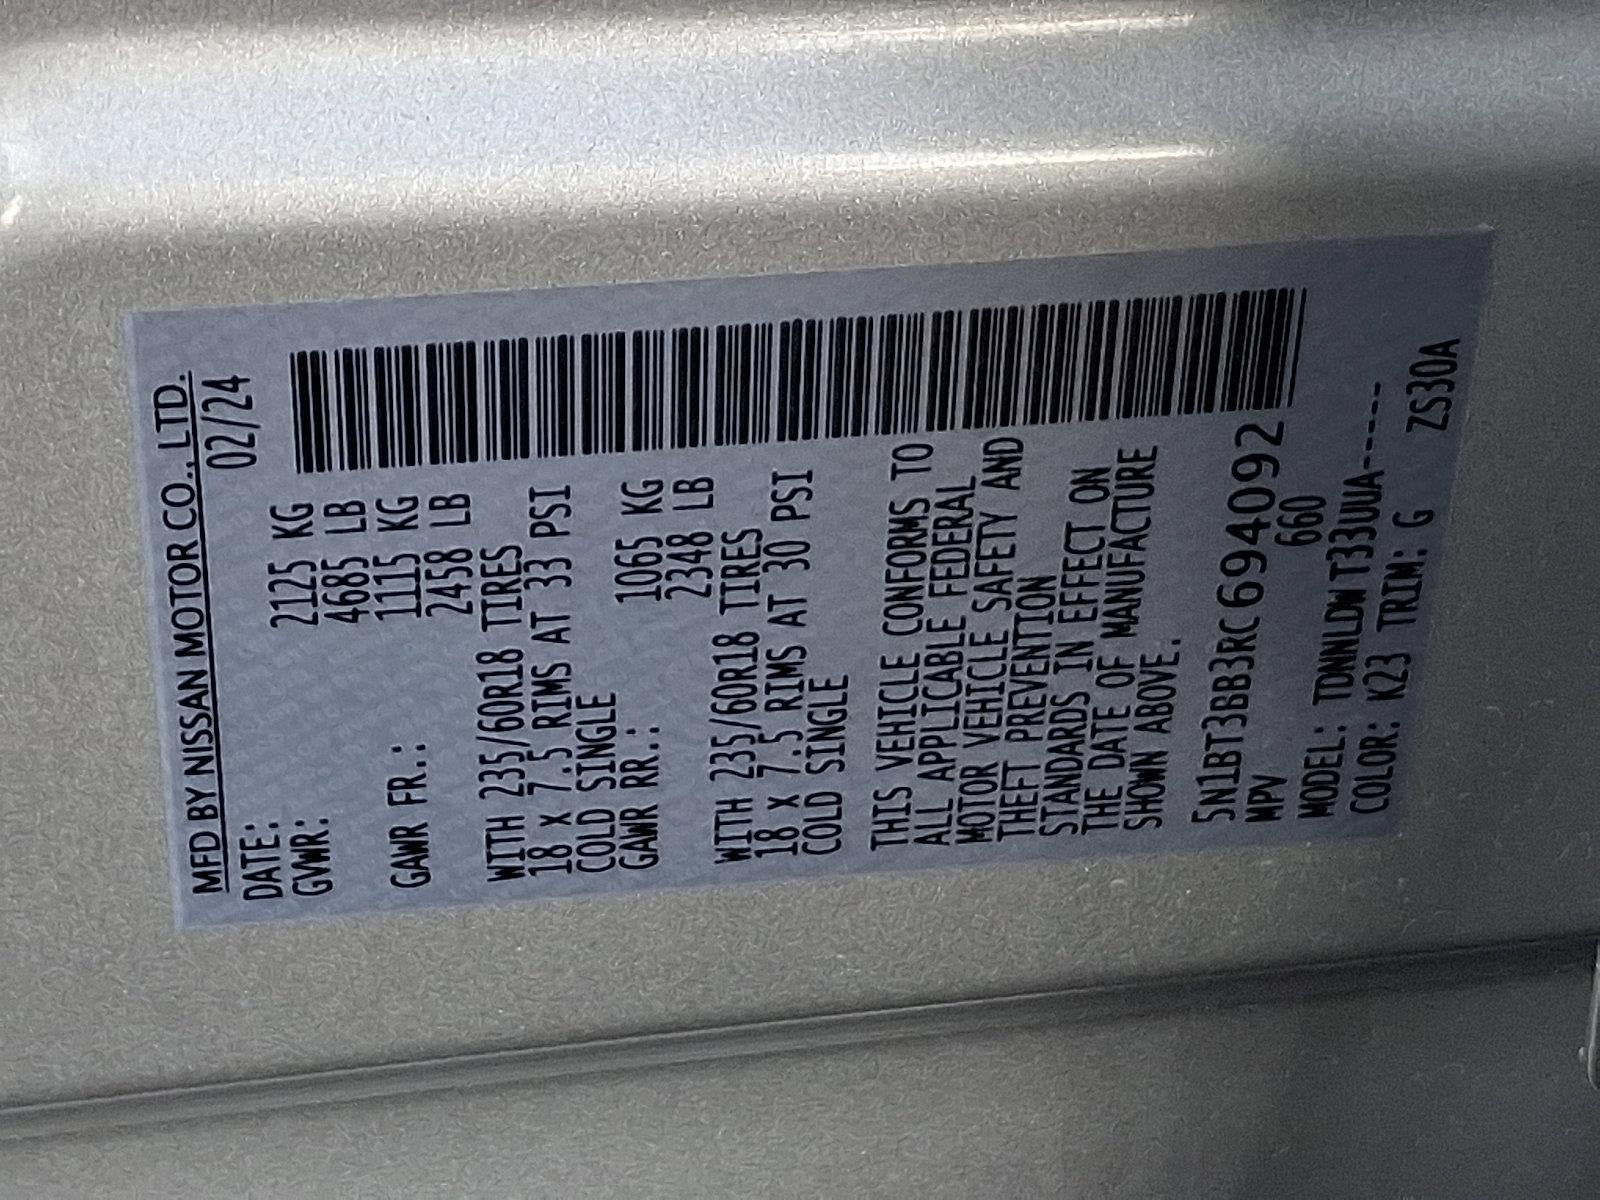 MFD BY NISSAN MOTOR CO., LTD.
DATE: 02/24
GVWR: 2125 KG
4685 LB
GAWR FR.: 1115 KG
2458 LB
WITH 235/60R18 TIRES
18 x 7.5 RIMS AT 33 PSI
COLD SINGLE
GAWR RR.: 1065 KG
2348 LB
WITH 235/60R18 TIRES
18 x 7.5 RIMS AT 30 PSI
COLD SINGLE
THIS VEHICLE CONFORMS TO
ALL APPLICABLE FEDERAL
MOTOR VEHICLE SAFETY AND
THEFT PREVENTION
STANDARDS IN EFFECT ON
THE DATE OF MANUFACTURE
SHOWN ABOVE.
5N1BT3BB3RC694092
MPV 660
MODEL: TDNNLDW T33UUA-----
COLOR: K23 TRIM: G ZS30A